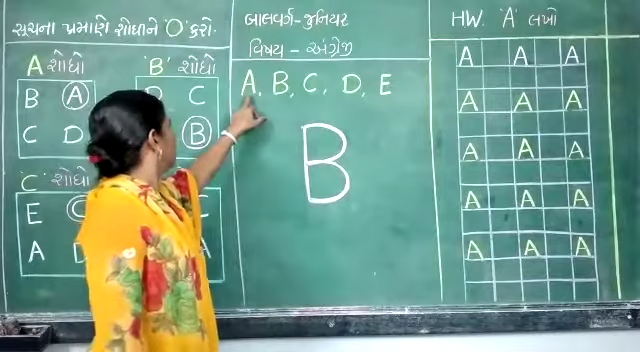 સૂચના પ્રમાણે શોધીને 'O' કરો.
A શોધો
B A
C D
'B' શોધો
D C
B
'C' શોધો
E C
A
C
A
બાલવર્ગ-જુનિયર
વિષય - અંગ્રેજી
A, B, C, D, E
B
HW. 'A' લખો
A A A
A A A
A A A
A A A
A A A